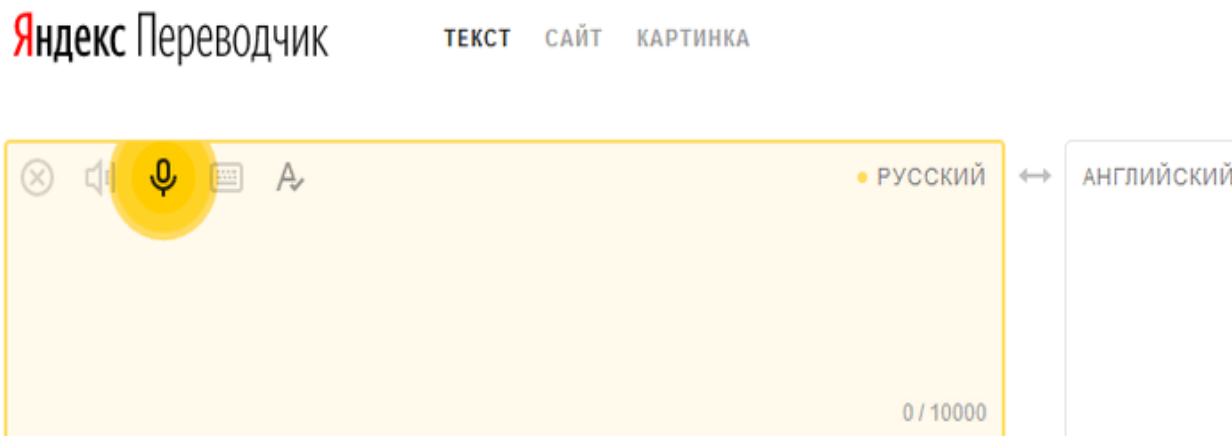 Яндекс Переводчик ТЕКСТ САЙТ КАРТИНКА
РУССКИЙ АНГЛИЙСКИЙ
0 / 10000